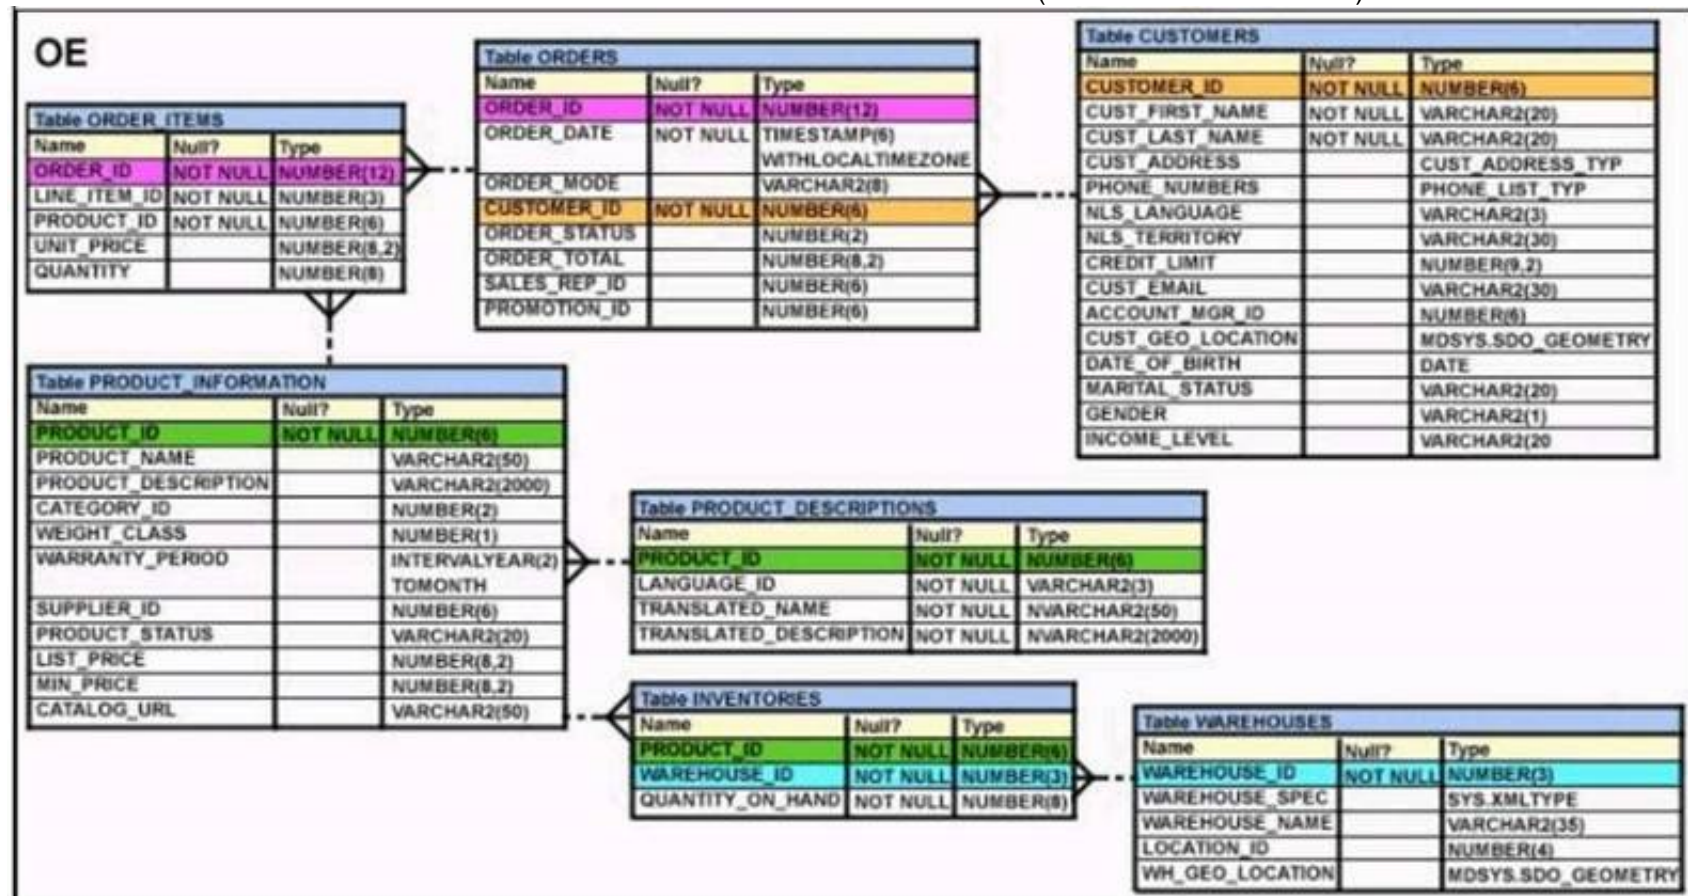 OE
Table ORDER_ITEMS
Name Null? Type
ORDER_ID NOT NULL NUMBER(12)
LINE_ITEM_ID NOT NULL NUMBER(3)
PRODUCT_ID NOT NULL NUMBER(6)
UNIT_PRICE NUMBER(8,2)
QUANTITY NUMBER(8)
Table ORDERS
Name Null? Type
ORDER_ID NOT NULL NUMBER(12)
ORDER_DATE NOT NULL TIMESTAMP(6)
WITHLOCALTIMEZONE
ORDER_MODE VARCHAR2(8)
CUSTOMER_ID NOT NULL NUMBER(6)
ORDER_STATUS NUMBER(2)
ORDER_TOTAL NUMBER(8,2)
SALES_REP_ID NUMBER(6)
PROMOTION_ID NUMBER(6)
Table CUSTOMERS
Name Null? Type
CUSTOMER_ID NOT NULL NUMBER(6)
CUST_FIRST_NAME NOT NULL VARCHAR2(20)
CUST_LAST_NAME NOT NULL VARCHAR2(20)
CUST_ADDRESS CUST_ADDRESS_TYP
PHONE_NUMBERS PHONE_LIST_TYP
NLS_LANGUAGE VARCHAR2(3)
NLS_TERRITORY VARCHAR2(30)
CREDIT_LIMIT NUMBER(9,2)
CUST_EMAIL VARCHAR2(30)
ACCOUNT_MGR_ID NUMBER(6)
CUST_GEO_LOCATION MDSYS.SDO_GEOMETRY
DATE_OF_BIRTH DATE
MARITAL_STATUS VARCHAR2(20)
GENDER VARCHAR2(1)
INCOME_LEVEL VARCHAR2(20
Table PRODUCT_INFORMATION
Name Null? Type
PRODUCT_ID NOT NULL NUMBER(6)
PRODUCT_NAME VARCHAR2(50)
PRODUCT_DESCRIPTION VARCHAR2(2000)
CATEGORY_ID NUMBER(2)
WEIGHT_CLASS NUMBER(1)
WARRANTY_PERIOD INTERVALYEAR(2)
TOMONTH
SUPPLIER_ID NUMBER(6)
PRODUCT_STATUS VARCHAR2(20)
LIST_PRICE NUMBER(8,2)
MIN_PRICE NUMBER(8,2)
CATALOG_URL VARCHAR2(50)
Table PRODUCT_DESCRIPTIONS
Name Null? Type
PRODUCT_ID NOT NULL NUMBER(6)
LANGUAGE_ID NOT NULL VARCHAR2(3)
TRANSLATED_NAME NOT NULL NVARCHAR2(50)
TRANSLATED_DESCRIPTION NOT NULL NVARCHAR2(2000)
Table INVENTORIES
Name Null? Type
PRODUCT_ID NOT NULL NUMBER(6)
WAREHOUSE_ID NOT NULL NUMBER(3)
QUANTITY_ON_HAND NOT NULL NUMBER(8)
Table WAREHOUSES
Name Null? Type
WAREHOUSE_ID NOT NULL NUMBER(3)
WAREHOUSE_SPEC SYS.XMLTYPE
WAREHOUSE_NAME VARCHAR2(35)
LOCATION_ID NUMBER(4)
WH_GEO_LOCATION MDSYS.SDO_GEOMETRY